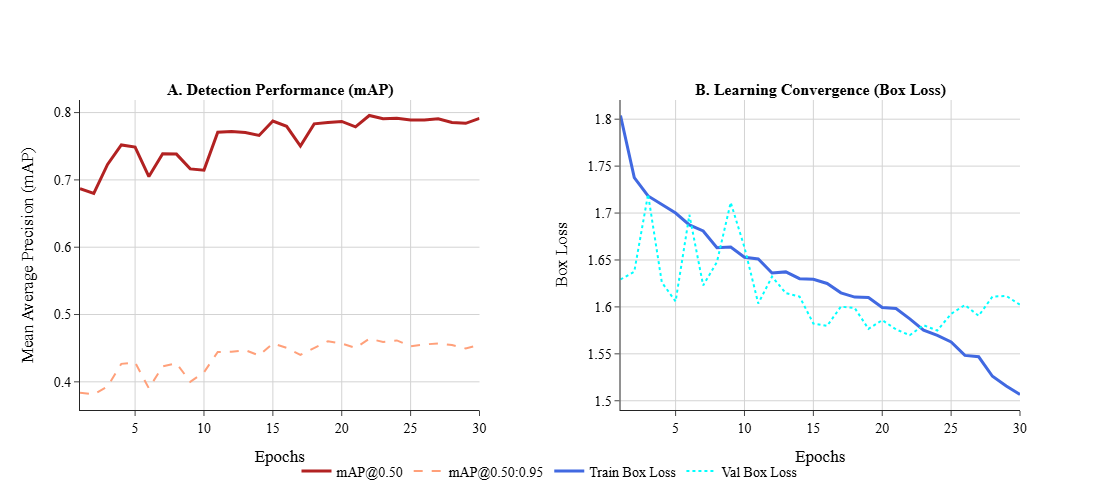 A. Detection Performance (mAP)
B. Learning Convergence (Box Loss)
Mean Average Precision (mAP)
0.8
0.7
0.6
0.5
0.4
5 10 15 20 25 30
Epochs
Box Loss
1.8
1.75
1.7
1.65
1.6
1.55
1.5
5 10 15 20 25 30
Epochs
mAP@0.50 mAP@0.50:0.95 Train Box Loss Val Box Loss